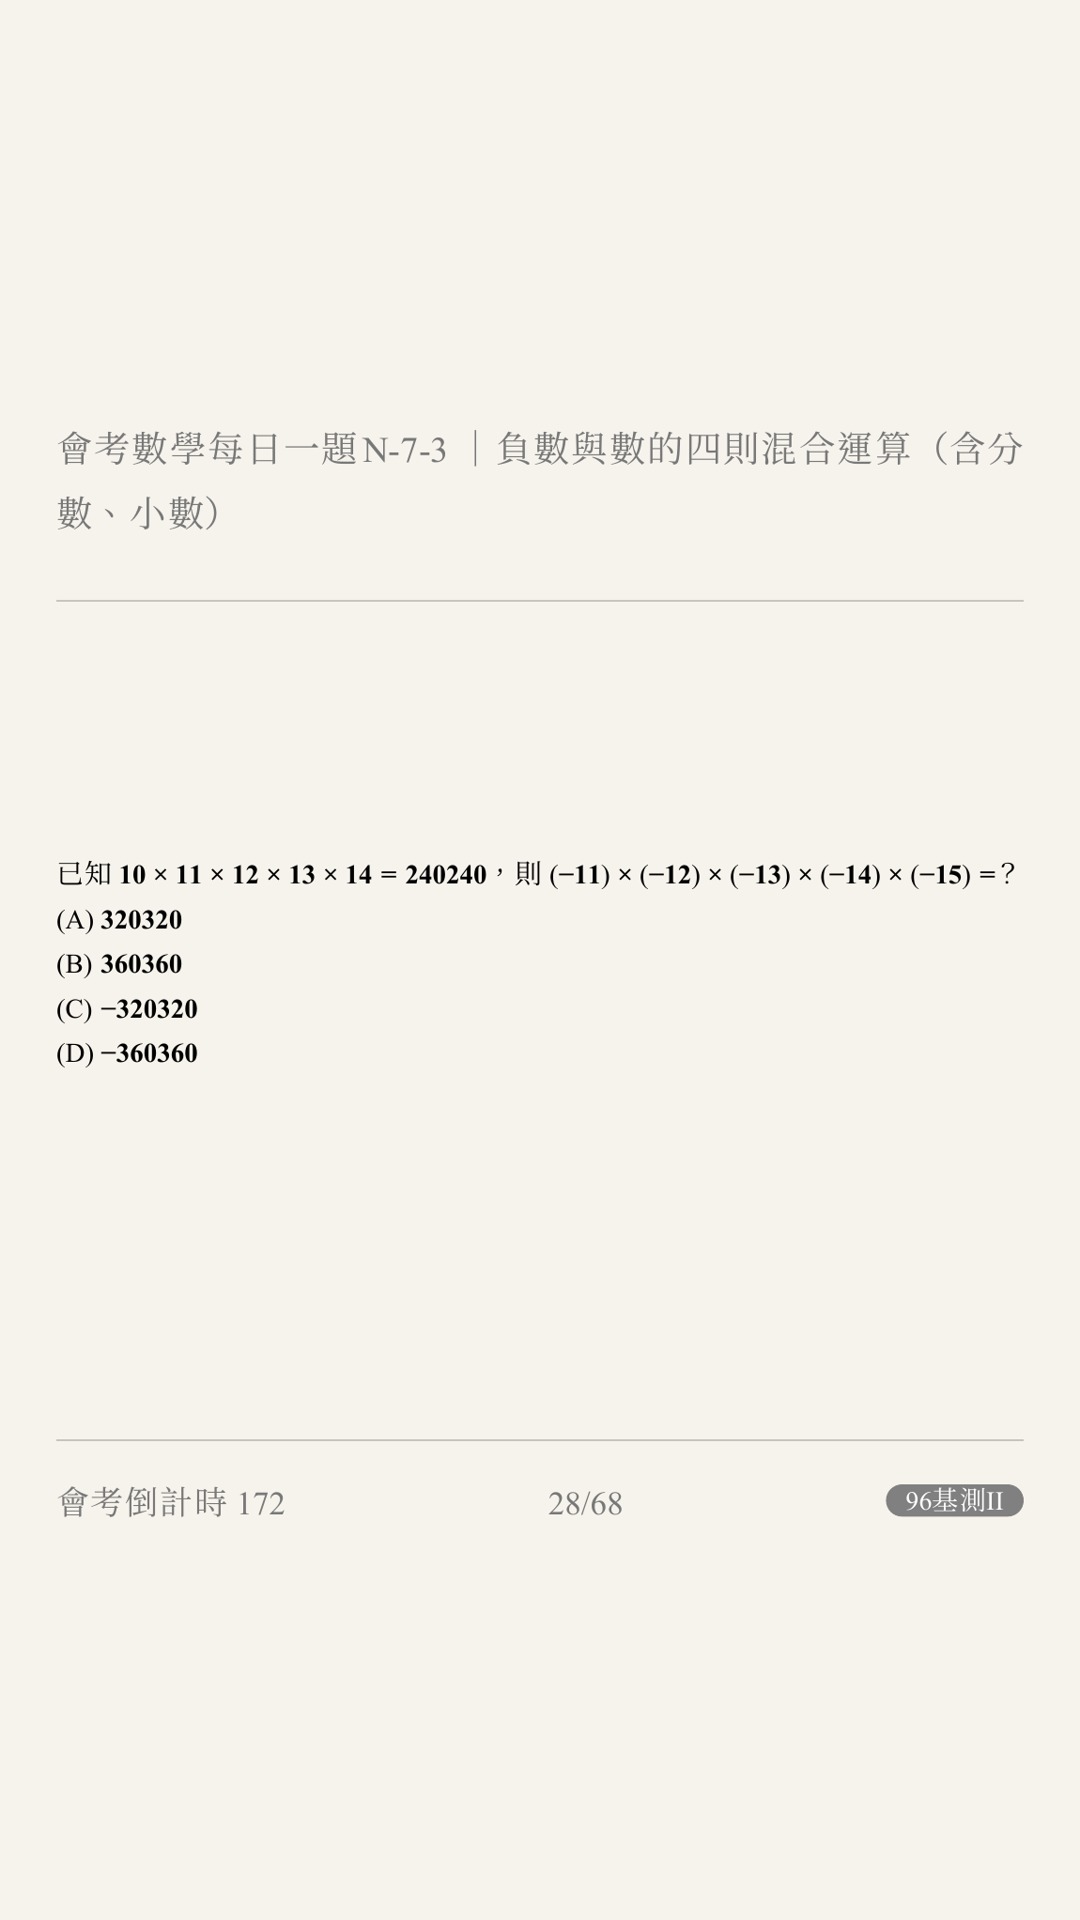 會考數學每日一題N-7-3｜負數與數的四則混合運算（含分
數、小數）
已知 10 × 11 × 12 × 13 × 14 = 240240，則 (−11) × (−12) × (−13) × (−14) × (−15) =？
(A) 320320
(B) 360360
(C) −320320
(D) −360360
會考倒計時 172 28/68 96基測II